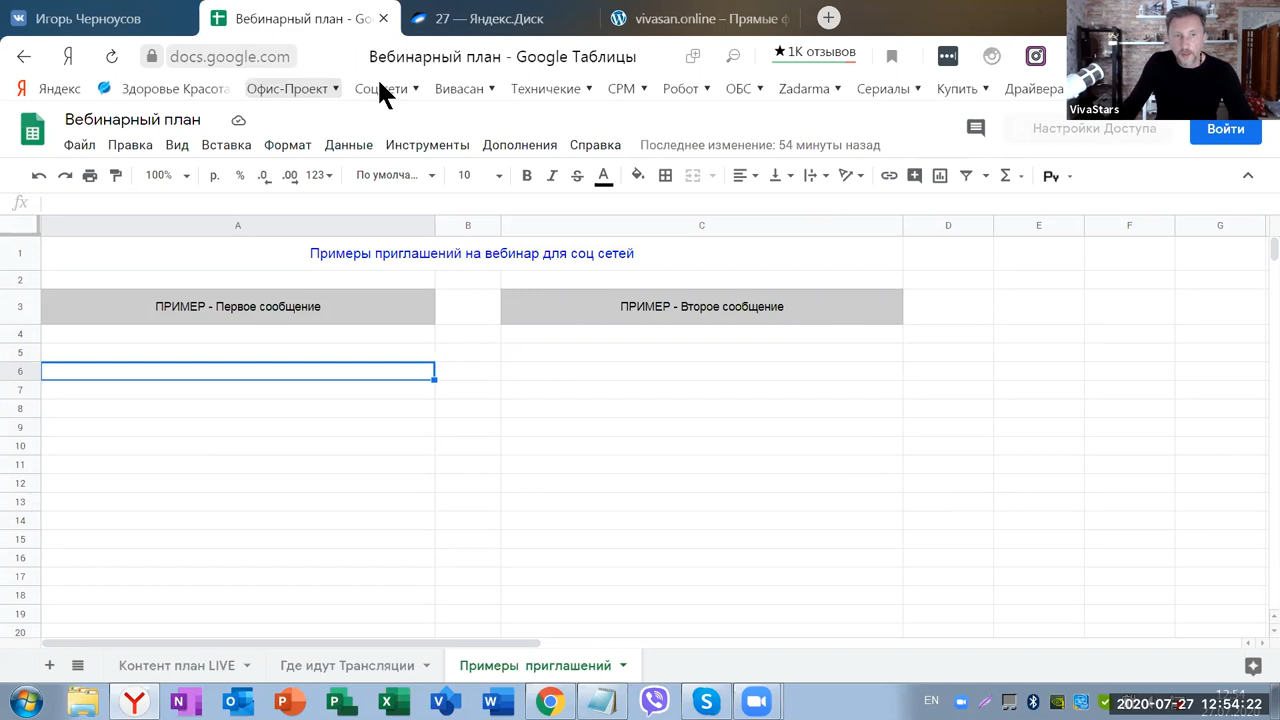 Игорь Черноусов
Вебинарный план - Go
27 — Яндекс.Диск
vivasan.online – Прямые ф
docs.google.com
Вебинарный план - Google Таблицы
★1K отзывов
Яндекс
Здоровье Красота
Офис-Проект
Соцсети
Вивасан
Техничекие
CRM
Робот
ОБС
Zadarma
Сериалы
Купить
Драйвера
VivaStars
Вебинарный план
Настройки Доступа
Войти
Файл Правка Вид Вставка Формат Данные Инструменты Дополнения Справка Последнее изменение: 54 минуты назад
100% р. % .0 .00 123 По умолча... 10 B I S A Σ
fx
A B C D E F G
1 Примеры приглашений на вебинар для соц сетей
2
3 ПРИМЕР - Первое сообщение ПРИМЕР - Второе сообщение
4
5
6
7
8
9
10
11
12
13
14
15
16
17
18
19
20
Контент план LIVE Где идут Трансляции Примеры приглашений
EN
2020-07-27 12:54:22